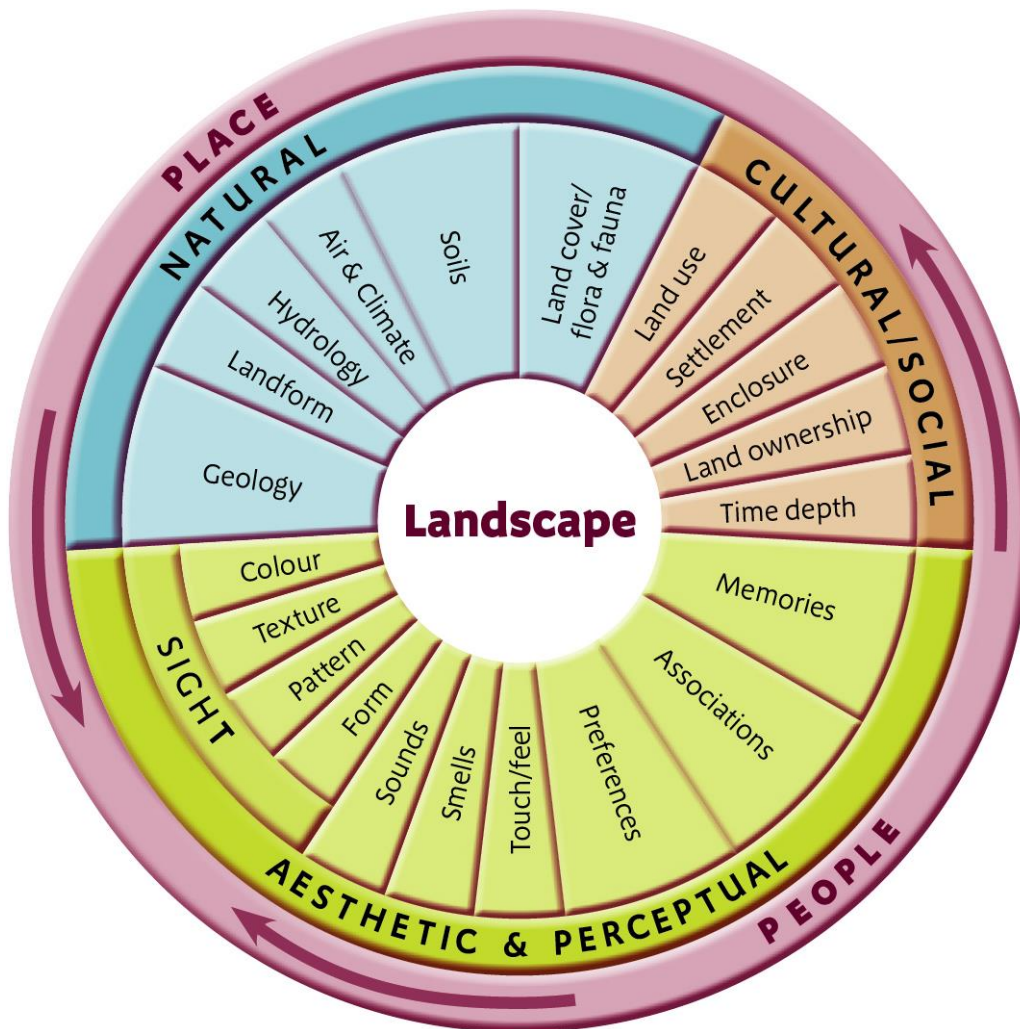 PLACE
NATURAL
Geology
Landform
Hydrology
Air & Climate
Soils
Land cover/
flora & fauna
CULTURAL/SOCIAL
Land use
Settlement
Enclosure
Land ownership
Time depth
Landscape
PEOPLE
AESTHETIC & PERCEPTUAL
Memories
Associations
Preferences
Touch/feel
Smells
Sounds
SIGHT
Form
Pattern
Texture
Colour